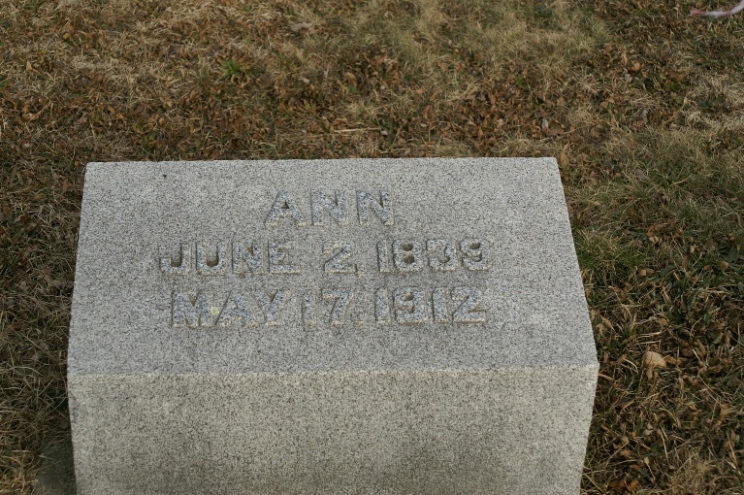 ANN
JUNE 2, 1839
MAY 17, 1912